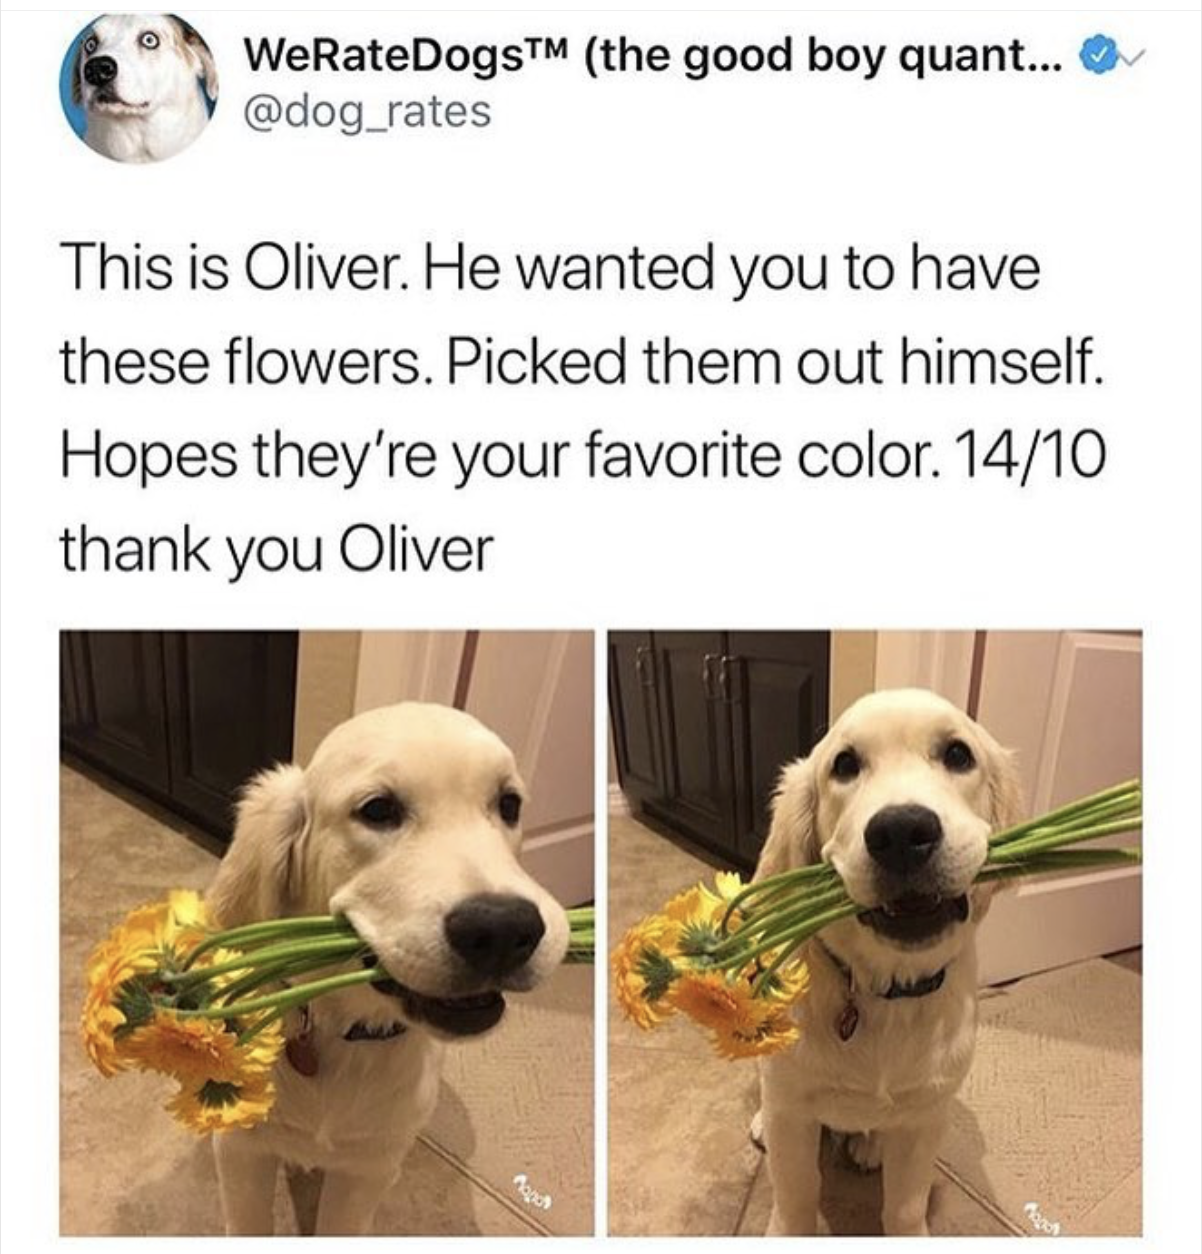 WeRateDogs™ (the good boy quant...
@dog_rates
This is Oliver. He wanted you to have
these flowers. Picked them out himself.
Hopes they're your favorite color. 14/10
thank you Oliver